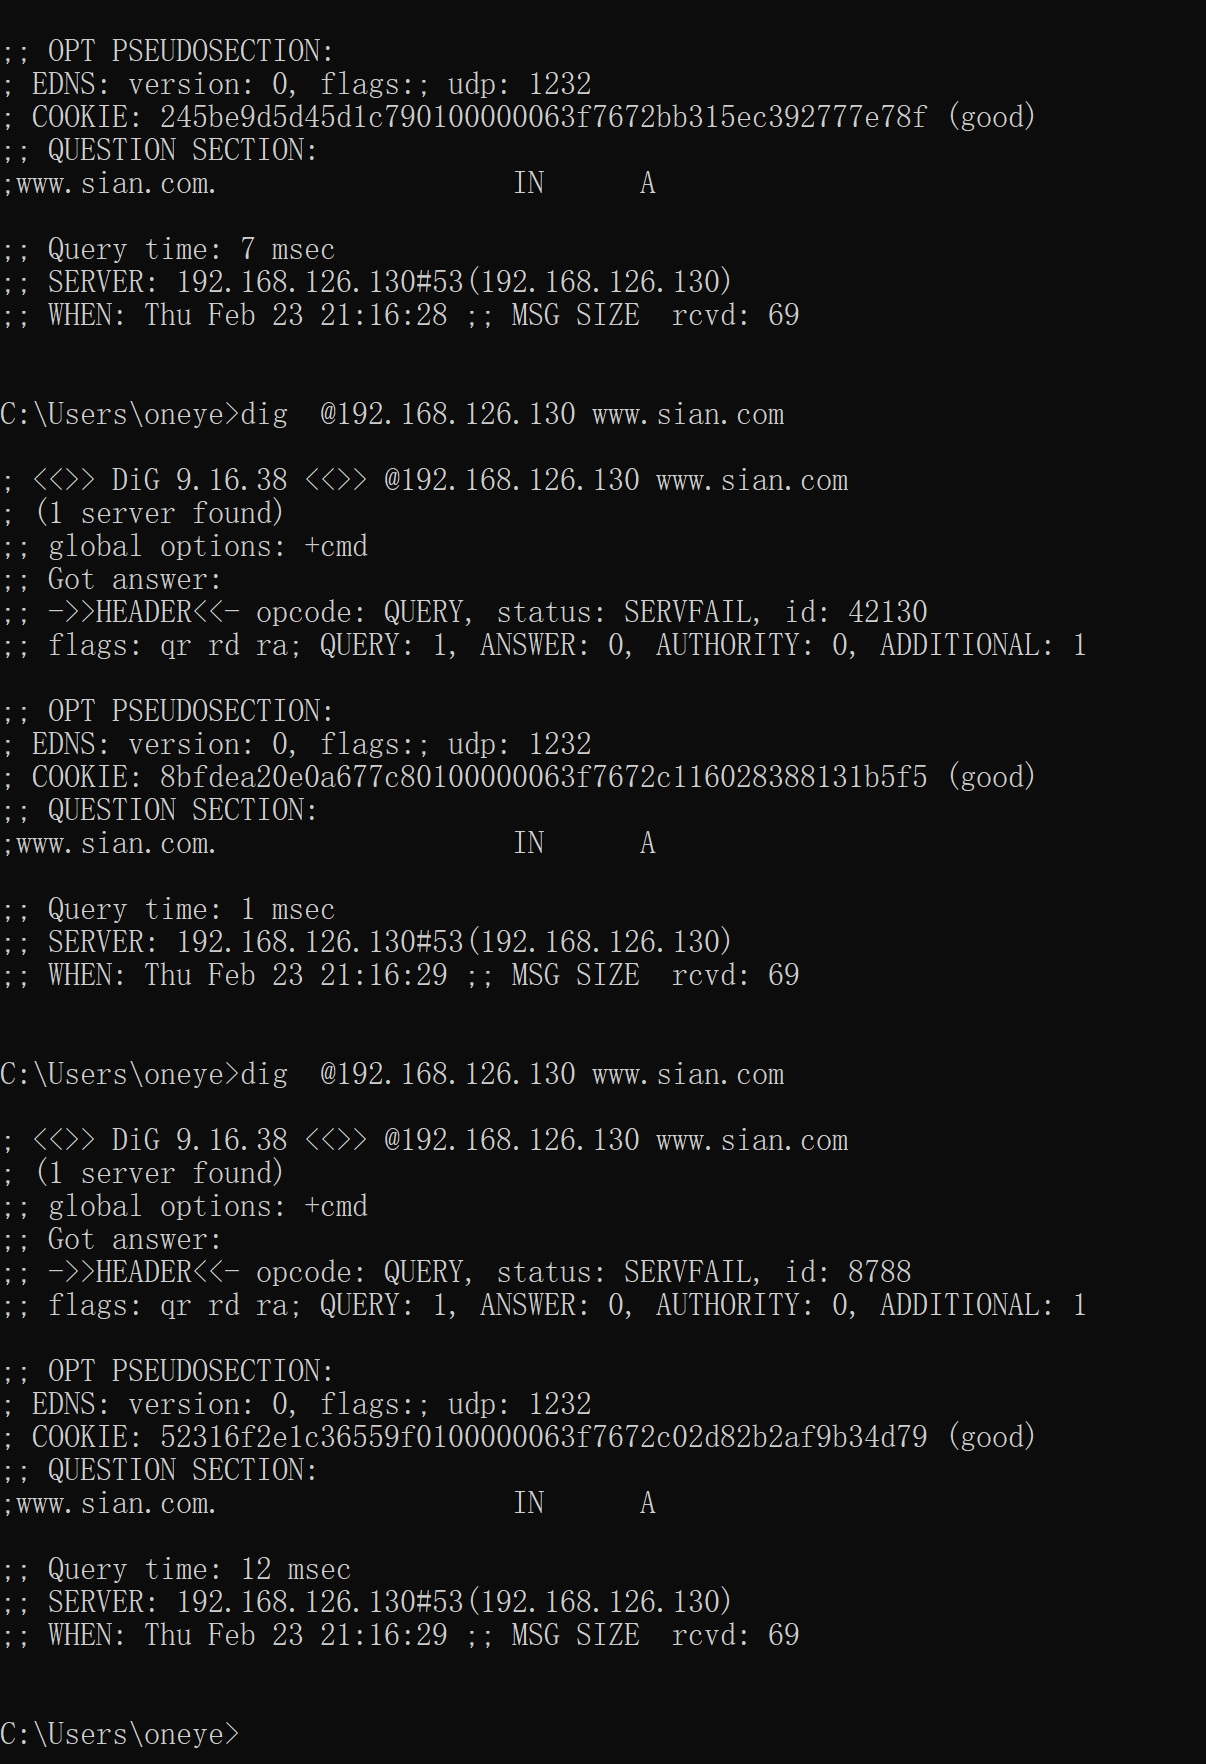 ;; OPT PSEUDOSECTION:
; EDNS: version: 0, flags:; udp: 1232
; COOKIE: 245be9d5d45d1c790100000063f7672bb315ec392777e78f (good)
;; QUESTION SECTION:
;www.sian.com.                  IN      A
;; Query time: 7 msec
;; SERVER: 192.168.126.130#53(192.168.126.130)
;; WHEN: Thu Feb 23 21:16:28 ;; MSG SIZE  rcvd: 69
C:\Users\oneye>dig  @192.168.126.130 www.sian.com
; <<>> DiG 9.16.38 <<>> @192.168.126.130 www.sian.com
; (1 server found)
;; global options: +cmd
;; Got answer:
;; ->>HEADER<<- opcode: QUERY, status: SERVFAIL, id: 42130
;; flags: qr rd ra; QUERY: 1, ANSWER: 0, AUTHORITY: 0, ADDITIONAL: 1
;; OPT PSEUDOSECTION:
; EDNS: version: 0, flags:; udp: 1232
; COOKIE: 8bfdea20e0a677c80100000063f7672c116028388131b5f5 (good)
;; QUESTION SECTION:
;www.sian.com.                  IN      A
;; Query time: 1 msec
;; SERVER: 192.168.126.130#53(192.168.126.130)
;; WHEN: Thu Feb 23 21:16:29 ;; MSG SIZE  rcvd: 69
C:\Users\oneye>dig  @192.168.126.130 www.sian.com
; <<>> DiG 9.16.38 <<>> @192.168.126.130 www.sian.com
; (1 server found)
;; global options: +cmd
;; Got answer:
;; ->>HEADER<<- opcode: QUERY, status: SERVFAIL, id: 8788
;; flags: qr rd ra; QUERY: 1, ANSWER: 0, AUTHORITY: 0, ADDITIONAL: 1
;; OPT PSEUDOSECTION:
; EDNS: version: 0, flags:; udp: 1232
; COOKIE: 52316f2e1c36559f0100000063f7672c02d82b2af9b34d79 (good)
;; QUESTION SECTION:
;www.sian.com.                  IN      A
;; Query time: 12 msec
;; SERVER: 192.168.126.130#53(192.168.126.130)
;; WHEN: Thu Feb 23 21:16:29 ;; MSG SIZE  rcvd: 69
C:\Users\oneye>